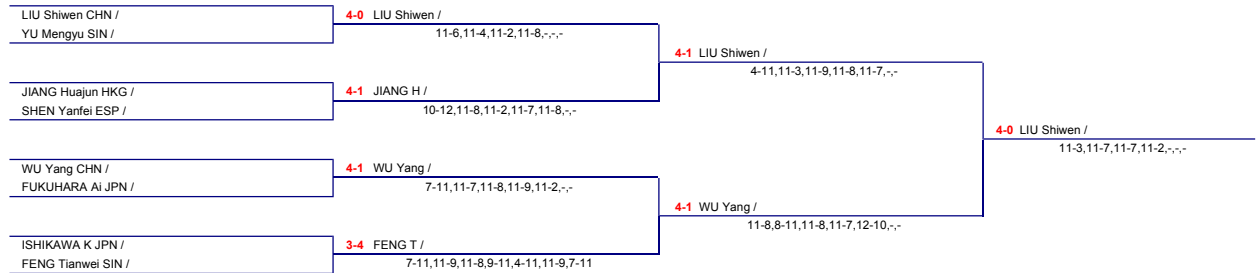 LIU Shiwen CHN /
YU Mengyu SIN /
4-0 LIU Shiwen /
11-6,11-4,11-2,11-8,-,-,-
4-1 LIU Shiwen /
4-11,11-3,11-9,11-8,11-7,-,-
JIANG Huajun HKG /
SHEN Yanfei ESP /
4-1 JIANG H /
10-12,11-8,11-2,11-7,11-8,-,-
4-0 LIU Shiwen /
11-3,11-7,11-7,11-2,-,-,-
WU Yang CHN /
FUKUHARA Ai JPN /
4-1 WU Yang /
7-11,11-7,11-8,11-9,11-2,-,-
4-1 WU Yang /
11-8,8-11,11-8,11-7,12-10,-,-
ISHIKAWA K JPN /
FENG Tianwei SIN /
3-4 FENG T /
7-11,11-9,11-8,9-11,4-11,11-9,7-11